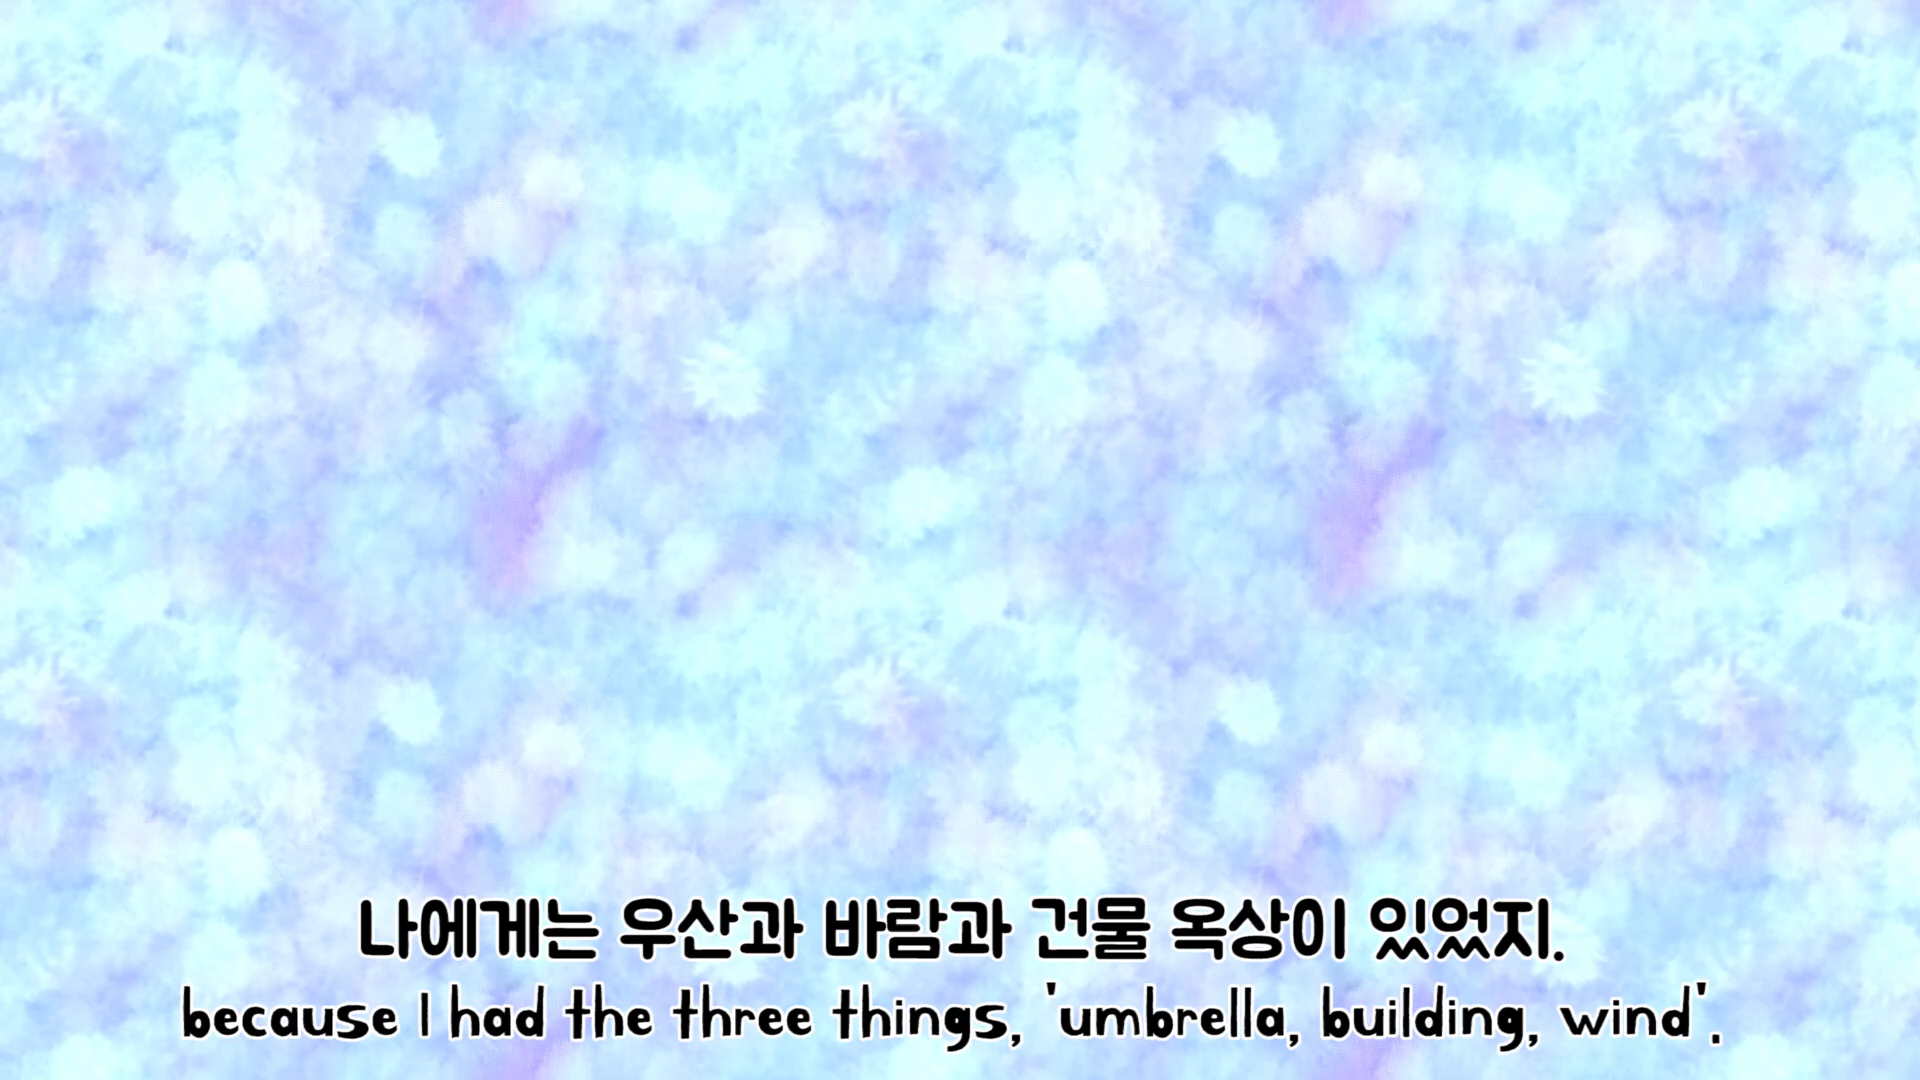 나에게는 우산과 바람과 건물 옥상이 있었지.
because I had the three things, 'umbrella, building, wind'.